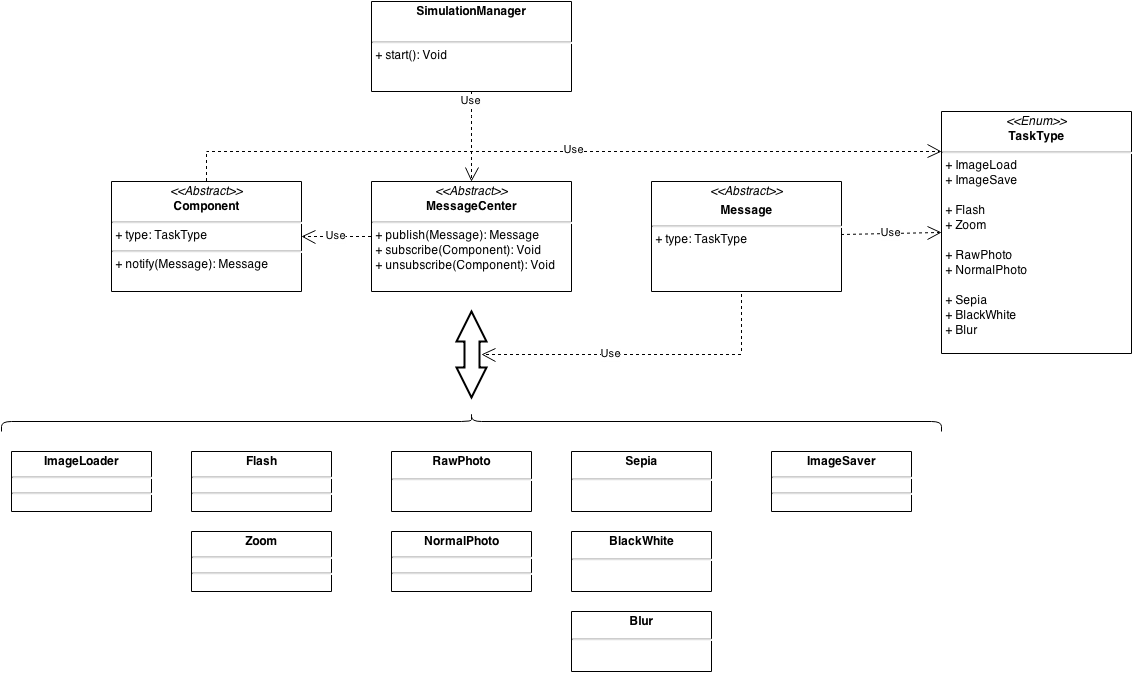 SimulationManager
+ start(): Void
Use
<<Enum>>
TaskType
+ ImageLoad
+ ImageSave
+ Flash
+ Zoom
+ RawPhoto
+ NormalPhoto
+ Sepia
+ BlackWhite
+ Blur
Use
<<Abstract>>
Component
+ type: TaskType
+ notify(Message): Message
Use
<<Abstract>>
MessageCenter
+ publish(Message): Message
+ subscribe(Component): Void
+ unsubscribe(Component): Void
<<Abstract>>
Message
+ type: TaskType
Use
Use
ImageLoader
Flash
RawPhoto
Sepia
ImageSaver
Zoom
NormalPhoto
BlackWhite
Blur